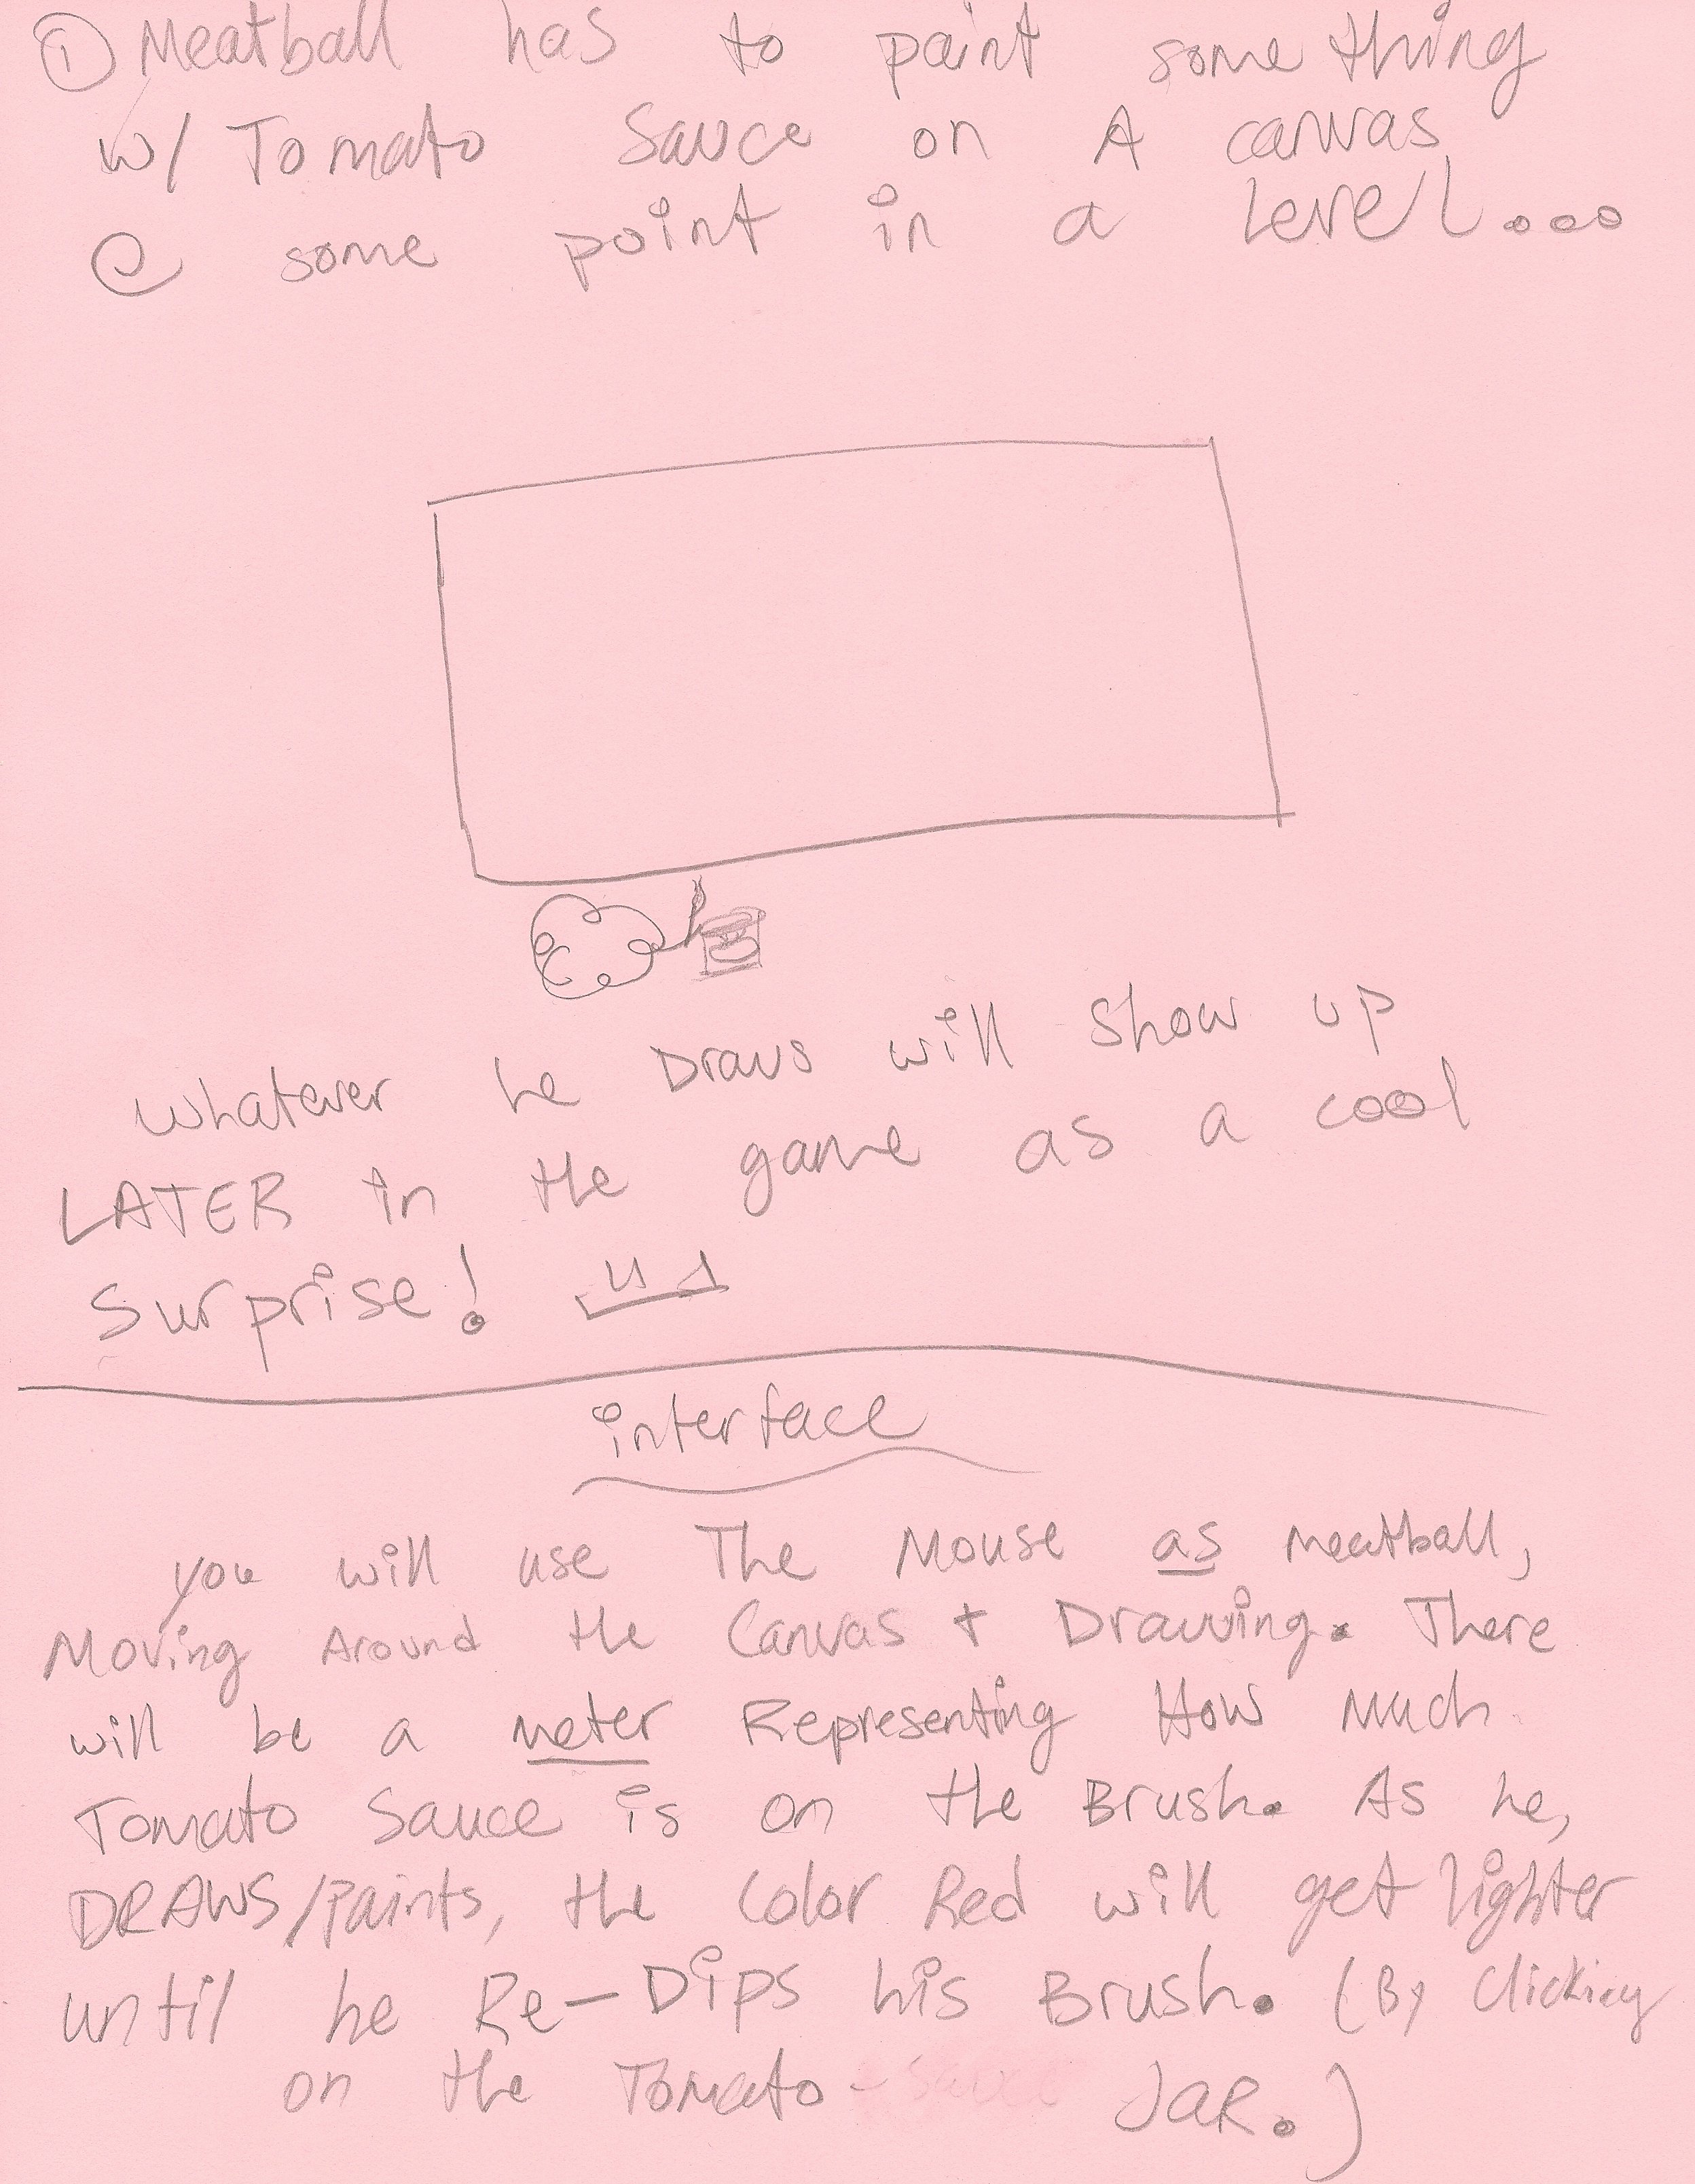 ① Meatball has to paint something
w/ Tomato Sauce on A canvas
@ some point in a LeveL...
Whatever he Draws will show up
LATER in the game as a cool
Surprise!
interface
you will use The Mouse as Meatball,
Moving Around the Canvas + Drawing. There
will be a meter Representing How Much
Tomato Sauce is on the Brush. As he,
DRAWS/Paints, the Color Red will get lighter
until he Re-Dips his Brush. (By Clicking
on the Tomato - sauce JaR.)